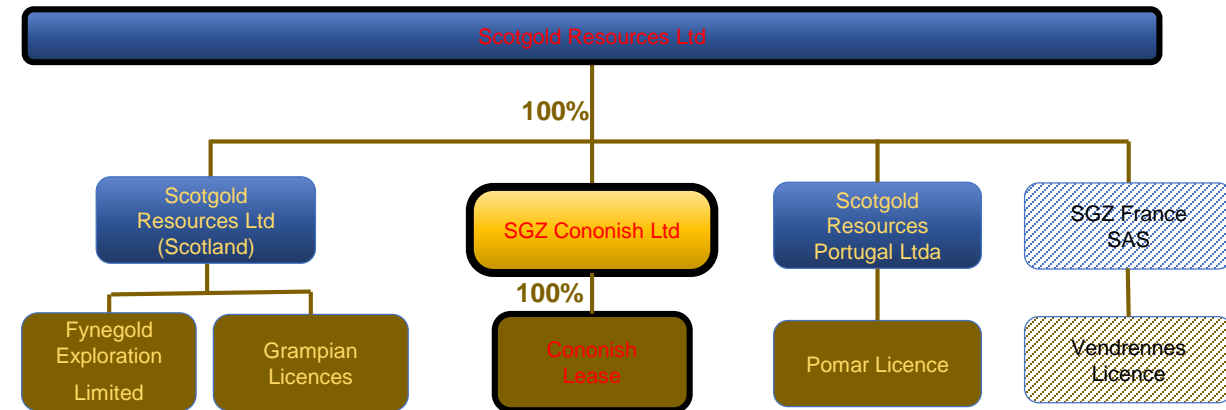 Scotgold Resources Ltd
100%
Scotgold
Resources Ltd
(Scotland)
SGZ Cononish Ltd
Scotgold
Resources
Portugal Ltda
SGZ France
SAS
100%
Fynegold
Exploration
Limited
Grampian
Licences
Cononish
Lease
Pomar Licence
Vendrennes
Licence